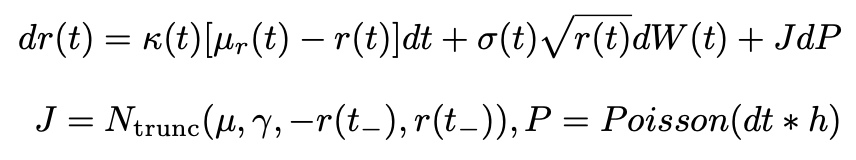 dr(t) = κ(t)[μ_r(t) − r(t)]dt + σ(t)√r(t)dW(t) + JdP
J = N_trunc(μ, γ, −r(t_−), r(t_−)), P = Poisson(dt ∗ h)